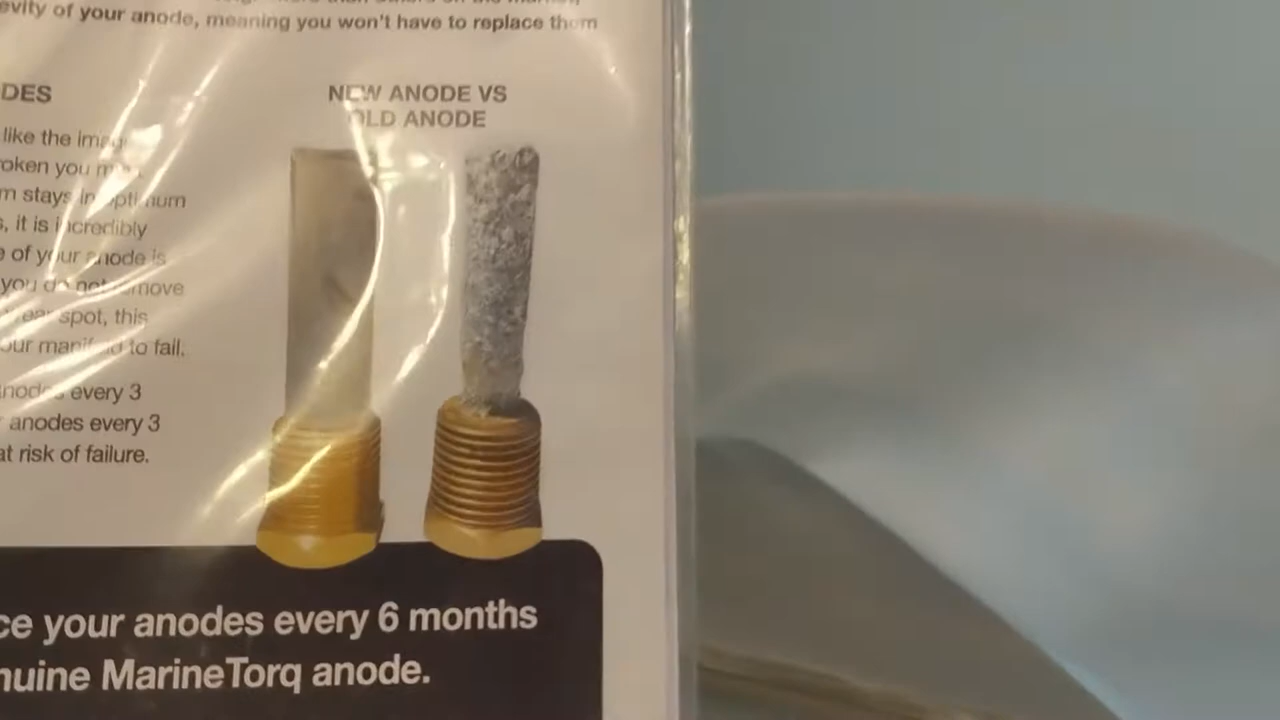 evity of your anode, meaning you won't have to replace them
DES
like the
oken you
m stays in optimum
s, it is incredibly
e of your anode is
you do not remove
spot, this
our manifold to fail.
every 3
anodes every 3
at risk of failure.
NEW ANODE VS
OLD ANODE
ce your anodes every 6 months
nuine MarineTorq anode.